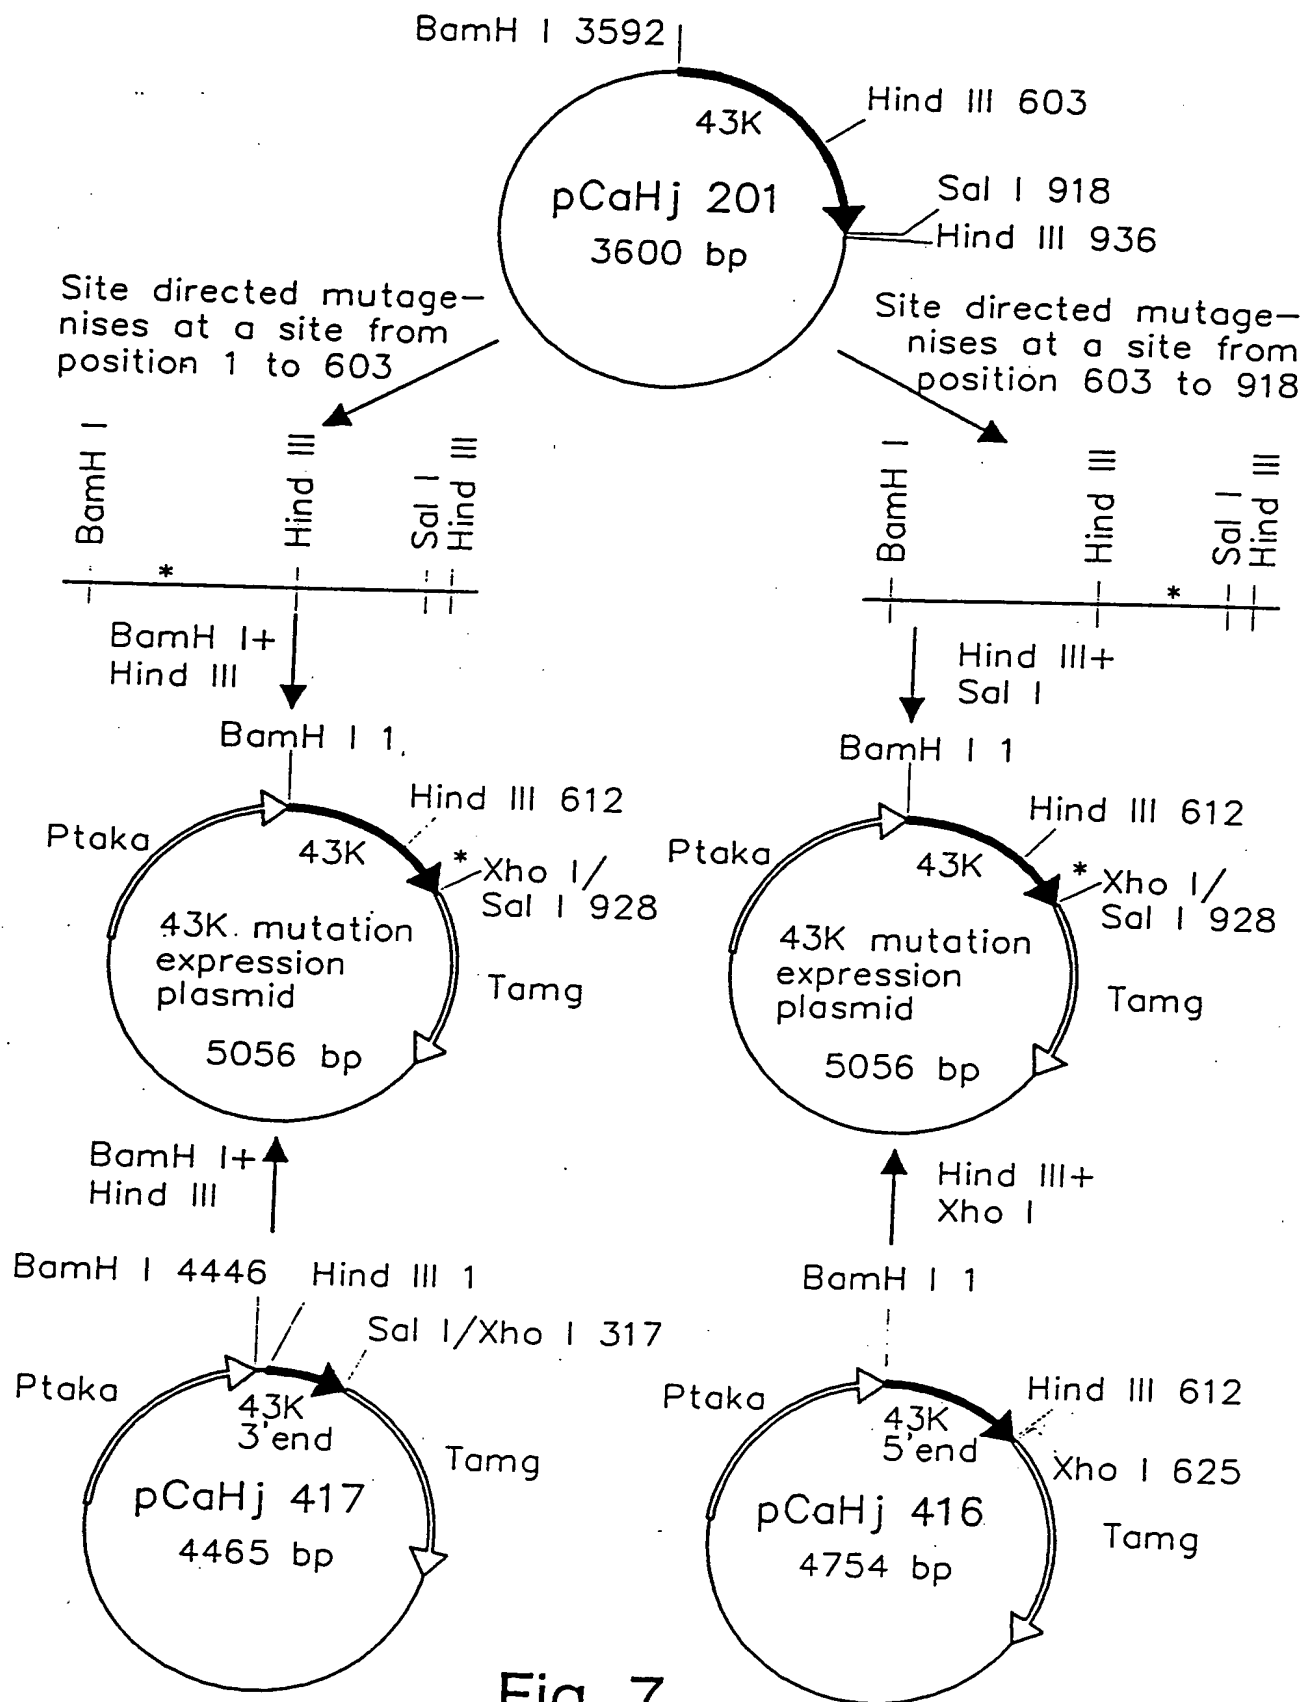 BamH I 3592
Hind III 603
43K
pCaHj 201
3600 bp
Sal I 918
Hind III 936
Site directed mutage-
nises at a site from
position 1 to 603
Site directed mutage-
nises at a site from
position 603 to 918
BamH I
Hind III
Sal I
Hind III
*
BamH I
Hind III
Sal I
Hind III
*
BamH I+
Hind III
Hind III+
Sal I
BamH I 1
Hind III 612
Ptaka
43K
* Xho I/
Sal I 928
43K mutation
expression
plasmid
5056 bp
Tamg
BamH I 1
Hind III 612
Ptaka
43K
* Xho I/
Sal I 928
43K mutation
expression
plasmid
5056 bp
Tamg
BamH I+
Hind III
Hind III+
Xho I
BamH I 4446
Hind III 1
Sal I/Xho I 317
Ptaka
43K
3'end
Tamg
pCaHj 417
4465 bp
BamH I 1
Ptaka
Hind III 612
43K
5'end
Xho I 625
pCaHj 416
4754 bp
Tamg
Fig. 7